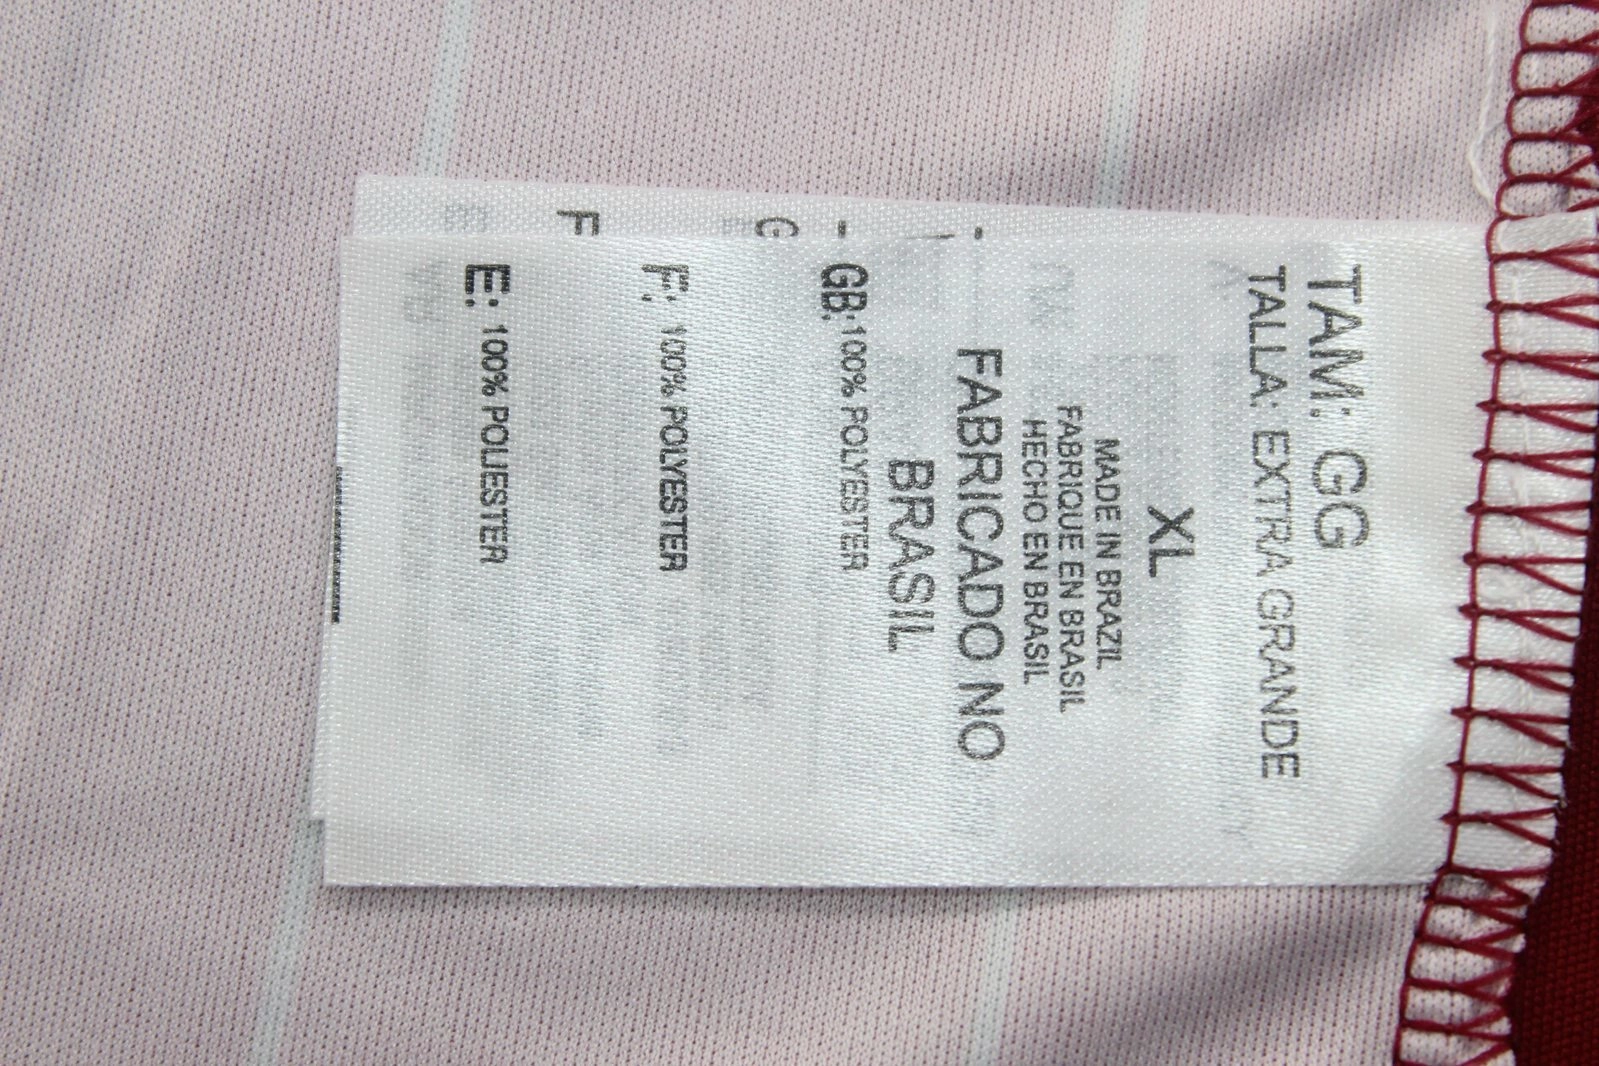 TAM: GG
TALLA: EXTRA GRANDE
XL
MADE IN BRAZIL
FABRIQUE EN BRASIL
HECHO EN BRASIL
FABRICADO NO
BRASIL
GB: 100% POLYESTER
F: 100% POLYESTER
E: 100% POLIESTER